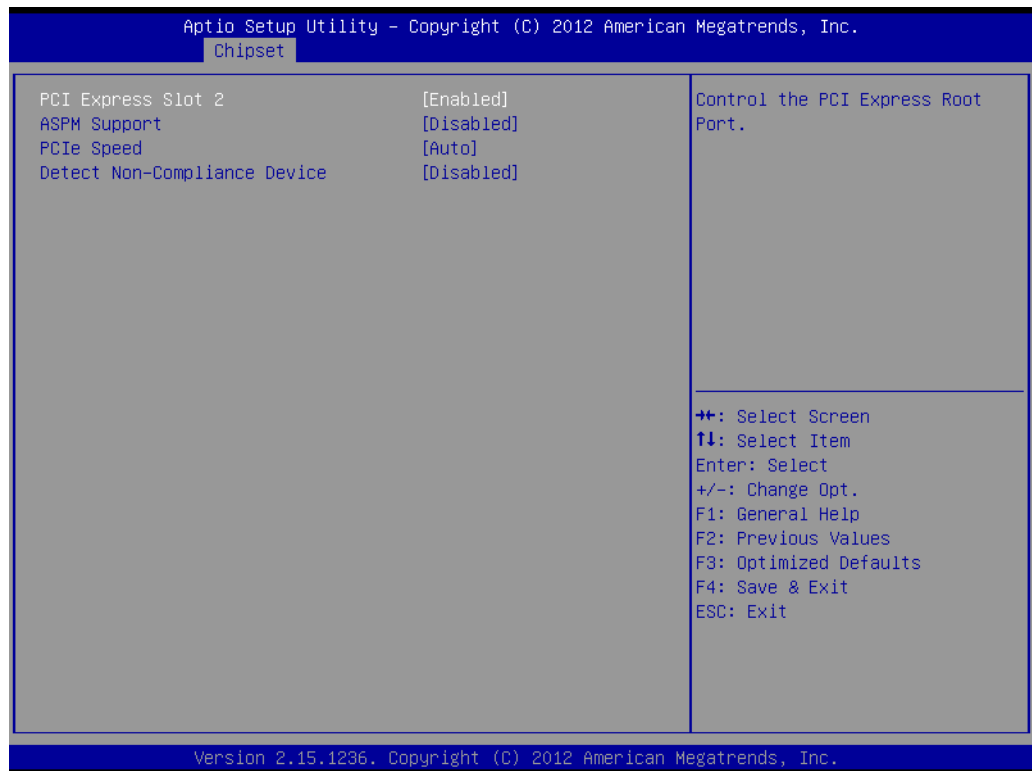 Aptio Setup Utility – Copyright (C) 2012 American Megatrends, Inc.
Chipset
PCI Express Slot 2 [Enabled]
ASPM Support [Disabled]
PCIe Speed [Auto]
Detect Non-Compliance Device [Disabled]
Control the PCI Express Root
Port.
→←: Select Screen
↑↓: Select Item
Enter: Select
+/-: Change Opt.
F1: General Help
F2: Previous Values
F3: Optimized Defaults
F4: Save & Exit
ESC: Exit
Version 2.15.1236. Copyright (C) 2012 American Megatrends, Inc.